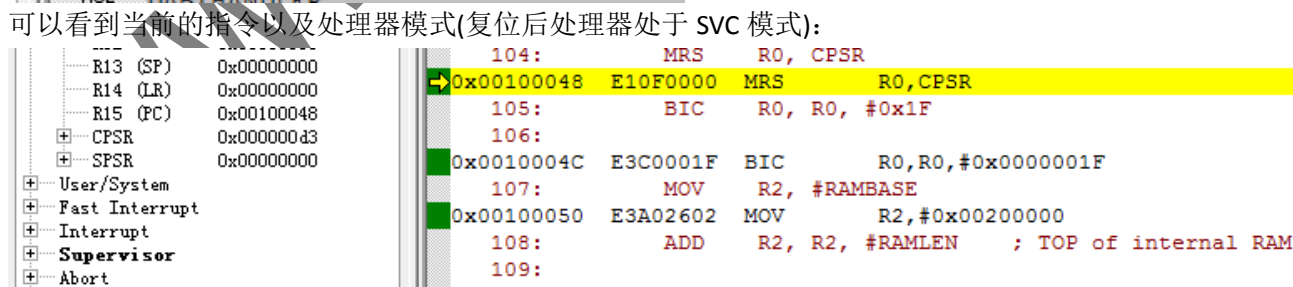 可以看到当前的指令以及处理器模式(复位后处理器处于 SVC 模式)：
R13 (SP) 0x00000000
R14 (LR) 0x00000000
R15 (PC) 0x00100048
CPSR 0x000000d3
SPSR 0x00000000
User/System
Fast Interrupt
Interrupt
Supervisor
Abort
104: MRS R0, CPSR
0x00100048 E10F0000 MRS R0,CPSR
105: BIC R0, R0, #0x1F
106:
0x0010004C E3C0001F BIC R0,R0,#0x0000001F
107: MOV R2, #RAMBASE
0x00100050 E3A02602 MOV R2,#0x00200000
108: ADD R2, R2, #RAMLEN ; TOP of internal RAM
109: